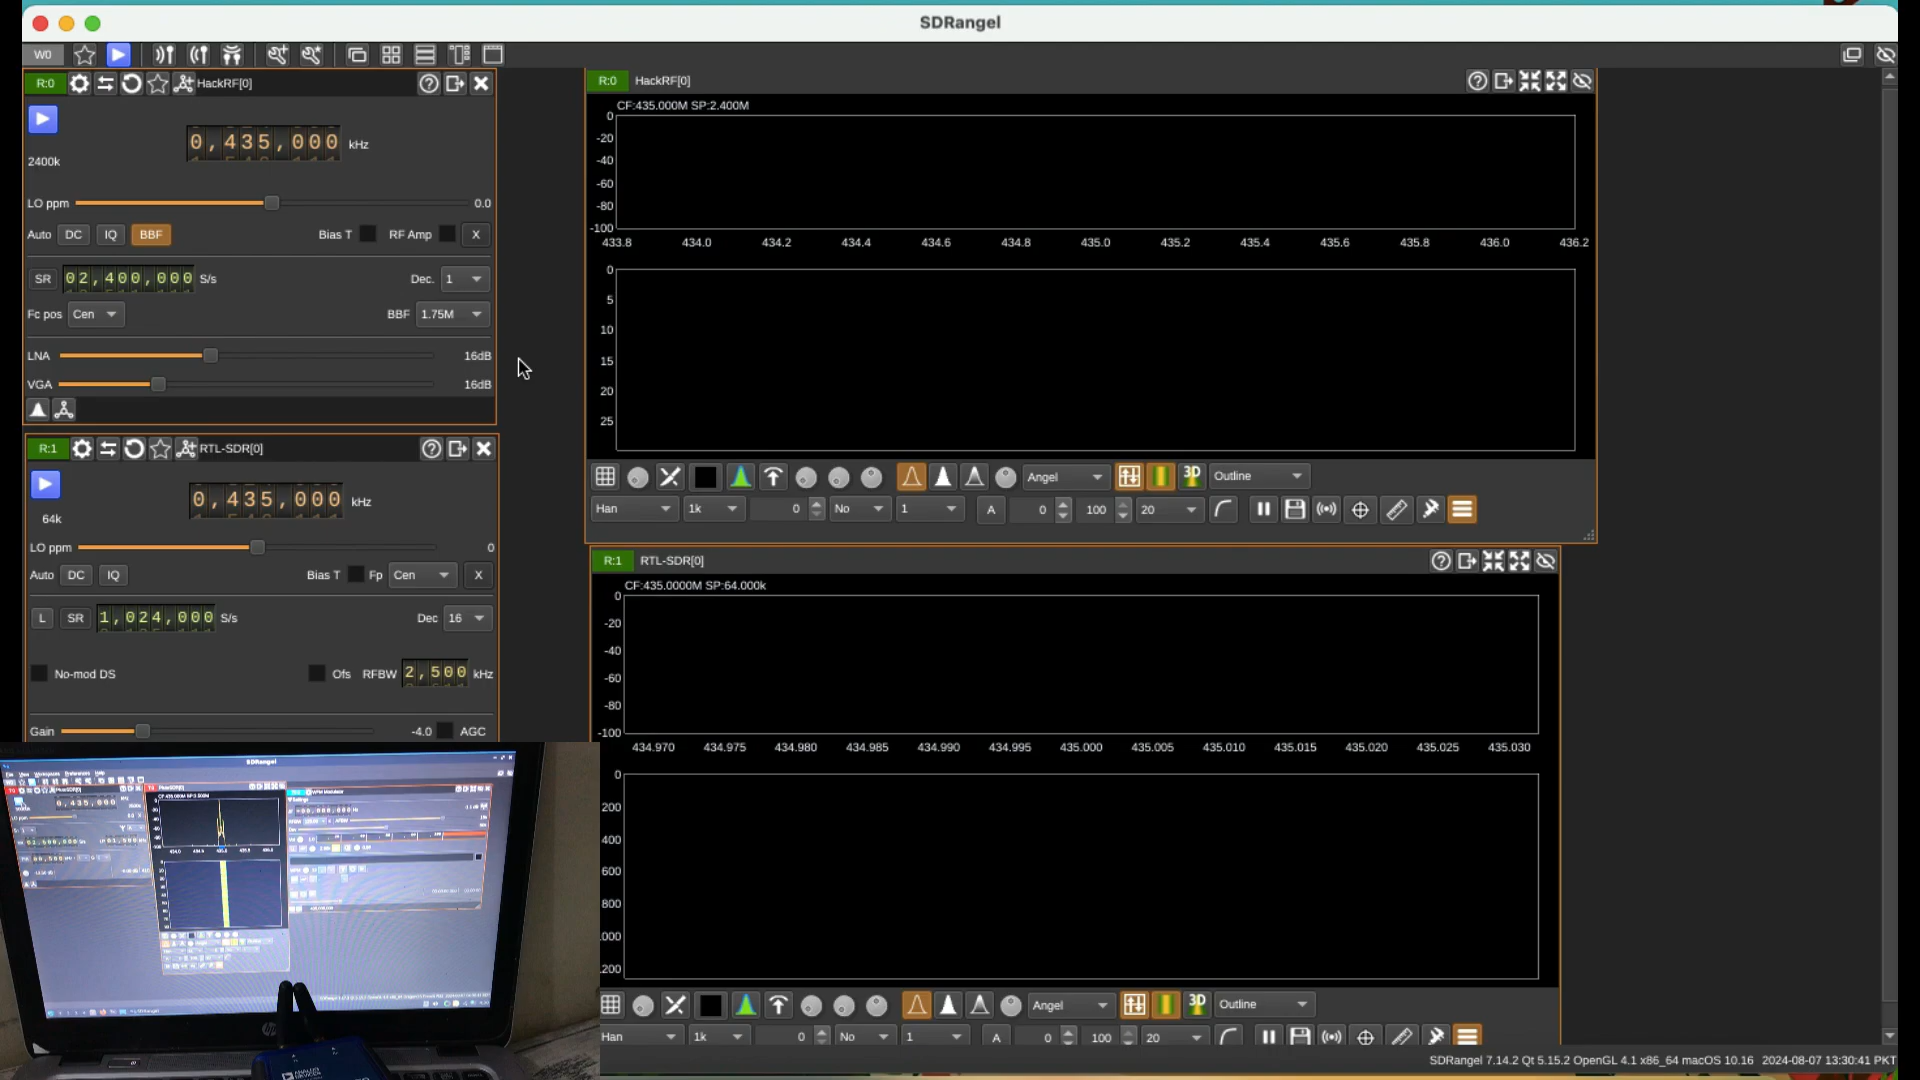 SDRangel
W0
R:0 HackRF[0]
0,435,000 kHz
2400k
LO ppm 0.0
Auto DC IQ BBF Bias T RF Amp X
SR 02,400,000 S/s Dec. 1
Fc pos Cen BBF 1.75M
LNA 16dB
VGA 16dB
R:1 RTL-SDR[0]
0,435,000 kHz
64k
LO ppm 0
Auto DC IQ Bias T Fp Cen X
L SR 1,024,000 S/s Dec 16
No-mod DS Ofs RFBW 2,500 kHz
Gain -4.0 AGC
R:0 HackRF[0]
CF:435.000M SP:2.400M
0
-20
-40
-60
-80
-100
433.8 434.0 434.2 434.4 434.6 434.8 435.0 435.2 435.4 435.6 435.8 436.0 436.2
0
5
10
15
20
25
Angel 3D Outline
Han 1k 0 No 1 A 0 100 20
R:1 RTL-SDR[0]
CF:435.0000M SP:64.000k
0
-20
-40
-60
-80
-100
434.970 434.975 434.980 434.985 434.990 434.995 435.000 435.005 435.010 435.015 435.020 435.025 435.030
0
200
400
600
800
000
200
Angel 3D Outline
Han 1k 0 No 1 A 0 100 20
SDRangel 7.14.2 Qt 5.15.2 OpenGL 4.1 x86_64 macOS 10.16 2024-08-07 13:30:41 PKT
SDRangel
0,435,000
hp
ANALOG